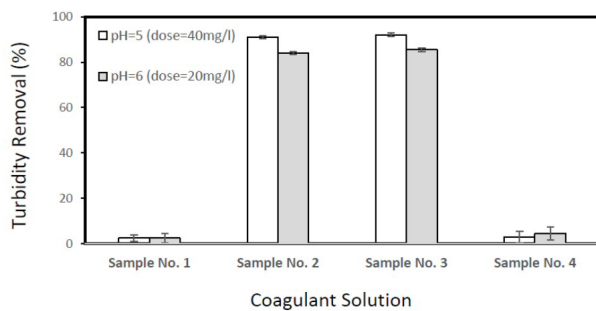 100
80
60
40
20
0
Turbidity Removal (%)
pH=5 (dose=40mg/l)
pH=6 (dose=20mg/l)
Sample No. 1
Sample No. 2
Sample No. 3
Sample No. 4
Coagulant Solution